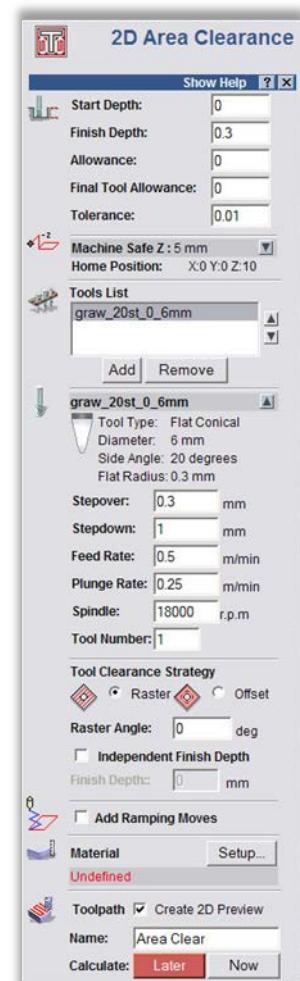 2D Area Clearance
Show Help ? X
Start Depth: 0
Finish Depth: 0.3
Allowance: 0
Final Tool Allowance: 0
Tolerance: 0.01
Machine Safe Z : 5 mm
Home Position: X:0 Y:0 Z:10
Tools List
graw_20st_0_6mm
Add Remove
graw_20st_0_6mm
Tool Type: Flat Conical
Diameter: 6 mm
Side Angle: 20 degrees
Flat Radius: 0.3 mm
Stepover: 0.3 mm
Stepdown: 1 mm
Feed Rate: 0.5 m/min
Plunge Rate: 0.25 m/min
Spindle: 18000 r.p.m
Tool Number: 1
Tool Clearance Strategy
Raster Offset
Raster Angle: 0 deg
Independent Finish Depth
Finish Depth:: 0 mm
Add Ramping Moves
Material Setup...
Undefined
Toolpath Create 2D Preview
Name: Area Clear
Calculate: Later Now